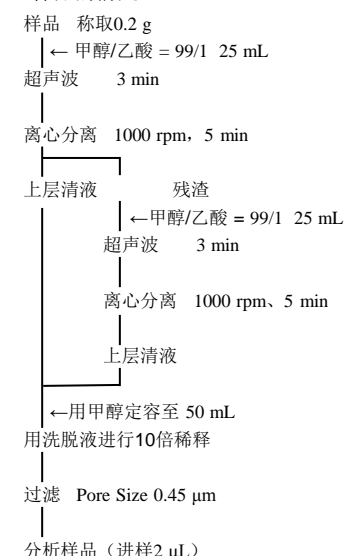 样品 称取0.2 g
← 甲醇/乙酸 = 99/1 25 mL
超声波 3 min
离心分离 1000 rpm，5 min
上层清液 残渣
←甲醇/乙酸 = 99/1 25 mL
超声波 3 min
离心分离 1000 rpm、5 min
上层清液
←用甲醇定容至 50 mL
用洗脱液进行10倍稀释
过滤 Pore Size 0.45 μm
分析样品（进样2 μL）